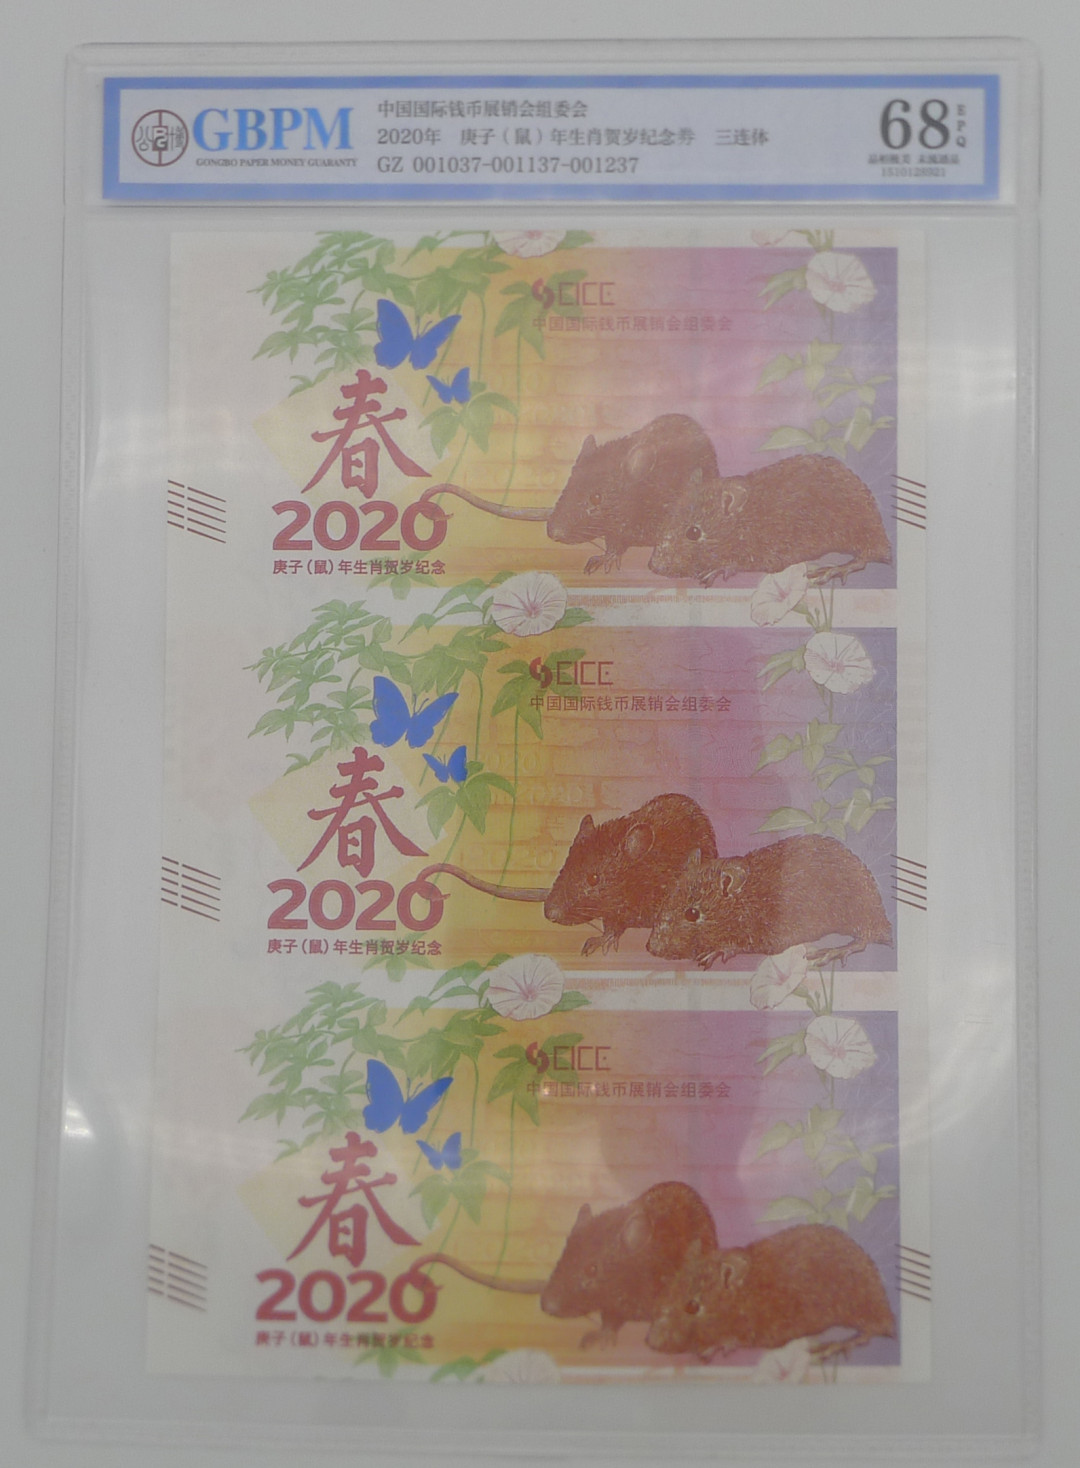 GBPM
GONGBO PAPER MONEY GUARANTY
中国国际钱币展销会组委会
2020年 庚子（鼠）年生肖贺岁纪念券 三连体
GZ 001037-001137-001237
68
EPQ
CICE
中国国际钱币展销会组委会
春
2020
庚子（鼠）年生肖贺岁纪念
CICE
中国国际钱币展销会组委会
春
2020
庚子（鼠）年生肖贺岁纪念
CICE
中国国际钱币展销会组委会
春
2020
庚子（鼠）年生肖贺岁纪念